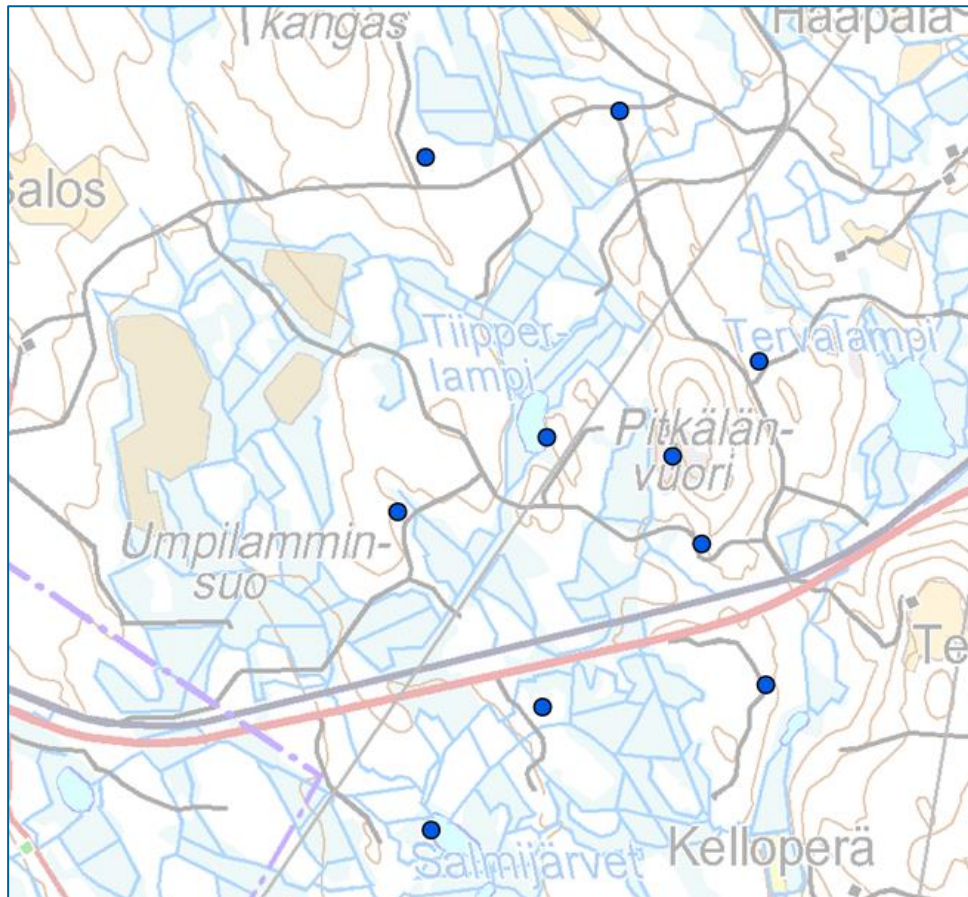 Haapala
kangas
Salos
Tiipper-
lampi
Tervalampi
Pitkälän-
vuori
Umpilammin-
suo
Te
Kelloperä
Salmijärvet